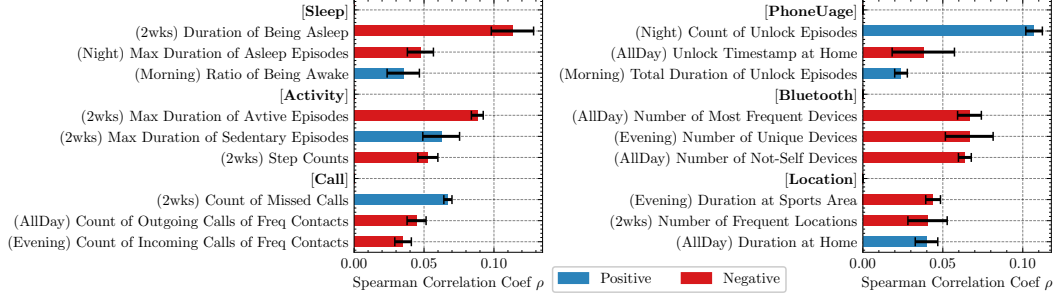 [Sleep]
(2wks) Duration of Being Asleep
(Night) Max Duration of Asleep Episodes
(Morning) Ratio of Being Awake
[Activity]
(2wks) Max Duration of Avtive Episodes
(2wks) Max Duration of Sedentary Episodes
(2wks) Step Counts
[Call]
(2wks) Count of Missed Calls
(AllDay) Count of Outgoing Calls of Freq Contacts
(Evening) Count of Incoming Calls of Freq Contacts
0.00 0.05 0.10
Spearman Correlation Coef ρ
[PhoneUage]
(Night) Count of Unlock Episodes
(AllDay) Unlock Timestamp at Home
(Morning) Total Duration of Unlock Episodes
[Bluetooth]
(AllDay) Number of Most Frequent Devices
(Evening) Number of Unique Devices
(AllDay) Number of Not-Self Devices
[Location]
(Evening) Duration at Sports Area
(2wks) Number of Frequent Locations
(AllDay) Duration at Home
0.00 0.05 0.10
Spearman Correlation Coef ρ
Positive Negative